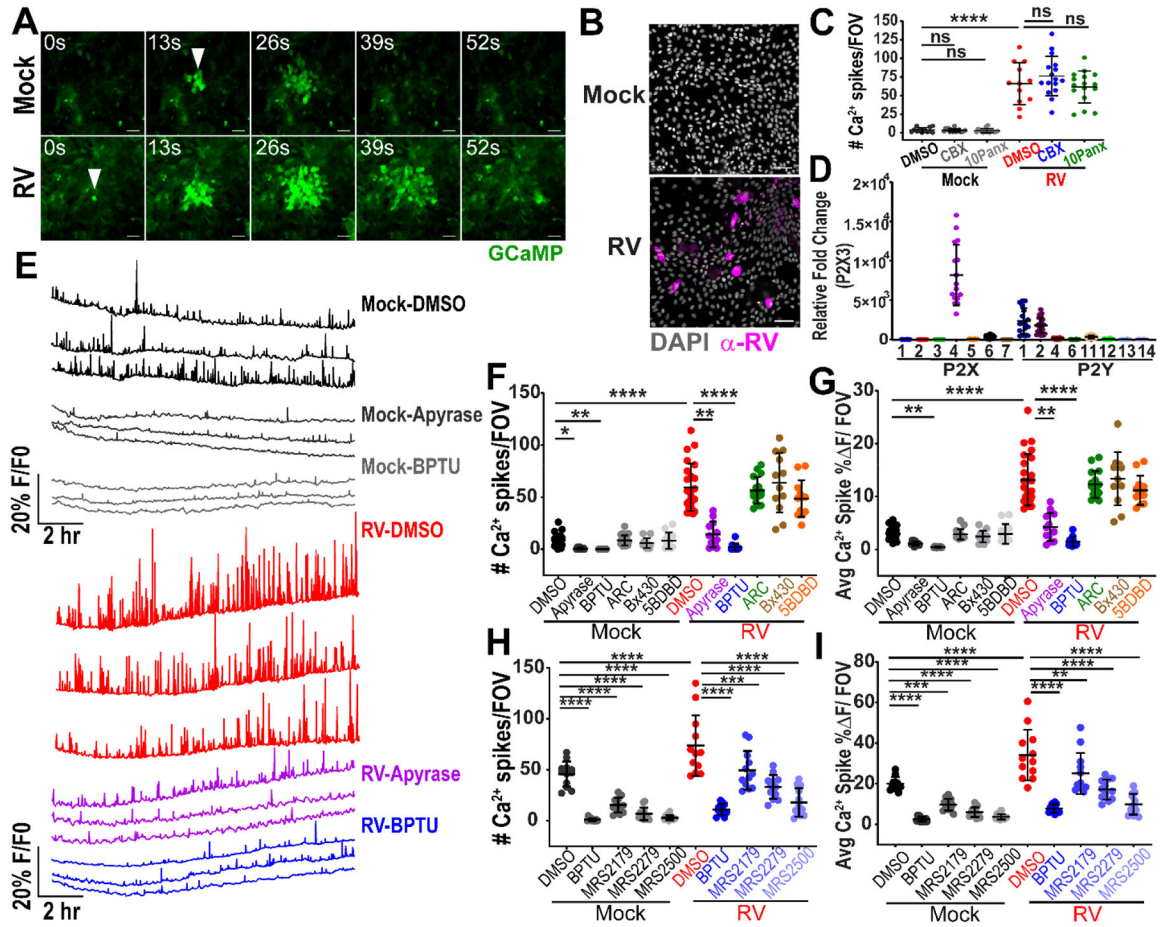 A
Mock
0s 13s 26s 39s 52s
RV
0s 13s 26s 39s 52s
GCaMP
B
Mock
RV
DAPI α-RV
C
# Ca²⁺ spikes/FOV
125
100
75
50
25
0
**** ns ns
ns
ns
DMSO CBX 10Panx DMSO CBX 10Panx
Mock RV
D
Relative Fold Change
(P2X3)
2×10⁴
1×10⁴
1×10⁴
5×10³
0
1 2 3 4 5 6 7 1 2 4 6 11 12 13 14
P2X P2Y
E
Mock-DMSO
Mock-Apyrase
Mock-BPTU
20% F/F0
2 hr
RV-DMSO
RV-Apyrase
RV-BPTU
20% F/F0
2 hr
F
# Ca²⁺ spikes/FOV
150
100
50
0
**** ****
** **
*
DMSO Apyrase BPTU ARC Bx430 5BDBD DMSO Apyrase BPTU ARC Bx430 5BDBD
Mock RV
G
Avg Ca²⁺ Spike %ΔF/ FOV
30
20
10
0
**** ****
** **
DMSO Apyrase BPTU ARC Bx430 5BDBD DMSO Apyrase BPTU ARC Bx430 5BDBD
Mock RV
H
# Ca²⁺ spikes/FOV
150
100
50
0
****
**** ****
**** ****
**** ***
**** ****
DMSO BPTU MRS2179 MRS2279 MRS2500 DMSO BPTU MRS2179 MRS2279 MRS2500
Mock RV
I
Avg Ca²⁺ Spike %ΔF/ FOV
80
60
40
20
0
****
**** ****
**** ****
*** **
**** ****
DMSO BPTU MRS2179 MRS2279 MRS2500 DMSO BPTU MRS2179 MRS2279 MRS2500
Mock RV